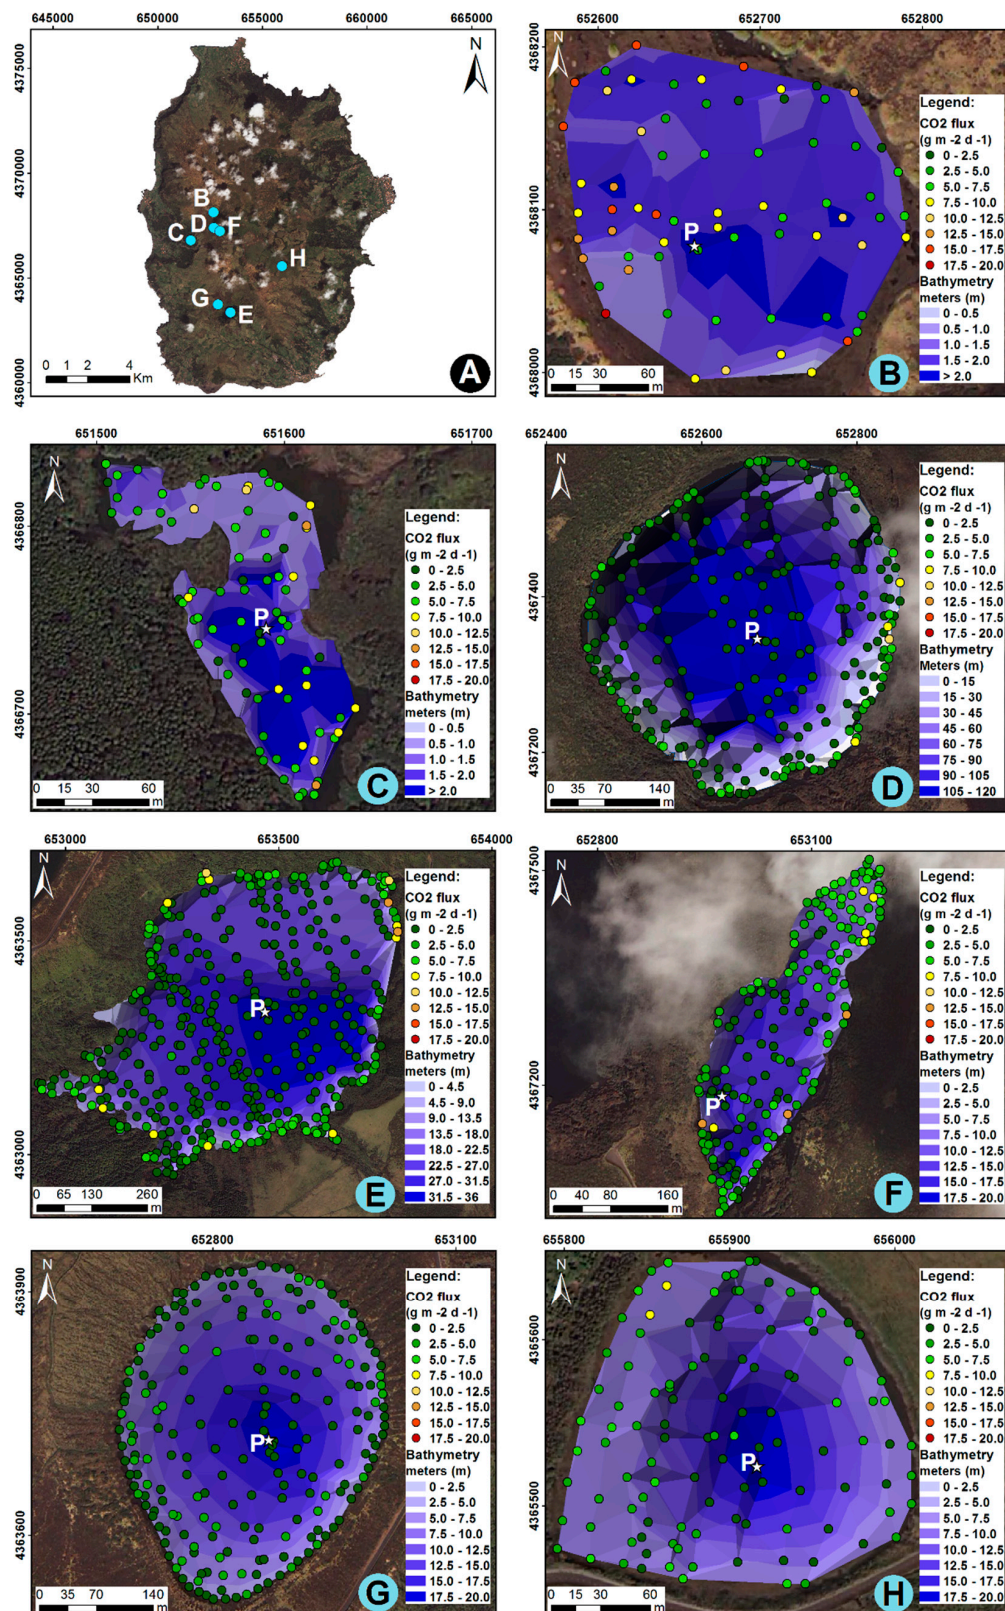 645000 650000 655000 660000 665000
4375000
4370000
4365000
4360000
N
B
D
F
C
H
G
E
0 1 2 4
Km
A
652600 652700 652800
4368200
4368100
4368000
N
P
Legend:
CO2 flux
(g m -2 d -1)
0 - 2.5
2.5 - 5.0
5.0 - 7.5
7.5 - 10.0
10.0 - 12.5
12.5 - 15.0
15.0 - 17.5
17.5 - 20.0
Bathymetry
meters (m)
0 - 0.5
0.5 - 1.0
1.0 - 1.5
1.5 - 2.0
> 2.0
0 15 30 60
m
B
651500 651600 651700
4366800
4366700
N
P
Legend:
CO2 flux
(g m -2 d -1)
0 - 2.5
2.5 - 5.0
5.0 - 7.5
7.5 - 10.0
10.0 - 12.5
12.5 - 15.0
15.0 - 17.5
17.5 - 20.0
Bathymetry
meters (m)
0 - 0.5
0.5 - 1.0
1.0 - 1.5
1.5 - 2.0
> 2.0
0 15 30 60
m
C
652400 652600 652800
4367400
4367200
N
P
Legend:
CO2 flux
(g m -2 d -1)
0 - 2.5
2.5 - 5.0
5.0 - 7.5
7.5 - 10.0
10.0 - 12.5
12.5 - 15.0
15.0 - 17.5
17.5 - 20.0
Bathymetry
Meters (m)
0 - 15
15 - 30
30 - 45
45 - 60
60 - 75
75 - 90
90 - 105
105 - 120
0 35 70 140
m
D
653000 653500 654000
4363500
4363000
N
P
Legend:
CO2 flux
(g m -2 d -1)
0 - 2.5
2.5 - 5.0
5.0 - 7.5
7.5 - 10.0
10.0 - 12.5
12.5 - 15.0
15.0 - 17.5
17.5 - 20.0
Bathymetry
meters (m)
0 - 4.5
4.5 - 9.0
9.0 - 13.5
13.5 - 18.0
18.0 - 22.5
22.5 - 27.0
27.0 - 31.5
31.5 - 36
0 65 130 260
m
E
652800 653100
4367500
4367200
N
P
Legend:
CO2 flux
(g m -2 d -1)
0 - 2.5
2.5 - 5.0
5.0 - 7.5
7.5 - 10.0
10.0 - 12.5
12.5 - 15.0
15.0 - 17.5
17.5 - 20.0
Bathymetry
meters (m)
0 - 2.5
2.5 - 5.0
5.0 - 7.5
7.5 - 10.0
10.0 - 12.5
12.5 - 15.0
15.0 - 17.5
17.5 - 20.0
0 40 80 160
m
F
652800 653100
4363900
4363600
N
P
Legend:
CO2 flux
(g m -2 d -1)
0 - 2.5
2.5 - 5.0
5.0 - 7.5
7.5 - 10.0
10.0 - 12.5
12.5 - 15.0
15.0 - 17.5
17.5 - 20.0
Bathymetry
meters (m)
0 - 2.5
2.5 - 5.0
5.0 - 7.5
7.5 - 10.0
10.0 - 12.5
12.5 - 15.0
15.0 - 17.5
17.5 - 20.0
0 35 70 140
m
G
655800 655900 656000
4365600
4365500
N
P
Legend:
CO2 flux
(g m -2 d -1)
0 - 2.5
2.5 - 5.0
5.0 - 7.5
7.5 - 10.0
10.0 - 12.5
12.5 - 15.0
15.0 - 17.5
17.5 - 20.0
Bathymetry
meters (m)
0 - 2.5
2.5 - 5.0
5.0 - 7.5
7.5 - 10.0
10.0 - 12.5
12.5 - 15.0
15.0 - 17.5
17.5 - 20.0
0 15 30 60
m
H